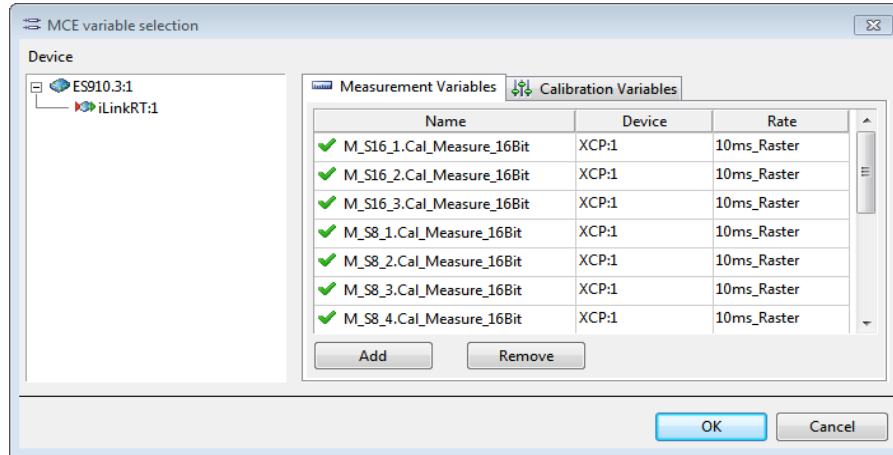 MCE variable selection
Device
ES910.3:1
iLinkRT:1
Measurement Variables Calibration Variables
Name Device Rate
M_S16_1.Cal_Measure_16Bit XCP:1 10ms_Raster
M_S16_2.Cal_Measure_16Bit XCP:1 10ms_Raster
M_S16_3.Cal_Measure_16Bit XCP:1 10ms_Raster
M_S8_1.Cal_Measure_16Bit XCP:1 10ms_Raster
M_S8_2.Cal_Measure_16Bit XCP:1 10ms_Raster
M_S8_3.Cal_Measure_16Bit XCP:1 10ms_Raster
M_S8_4.Cal_Measure_16Bit XCP:1 10ms_Raster
Add Remove
OK Cancel